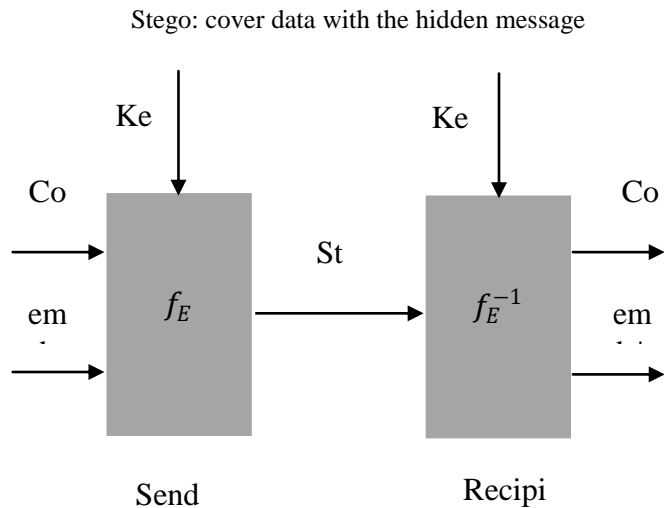 Stego: cover data with the hidden message
Ke
Ke
Co
Co
St
f_E
f_E^{-1}
em
em
Send
Recipi